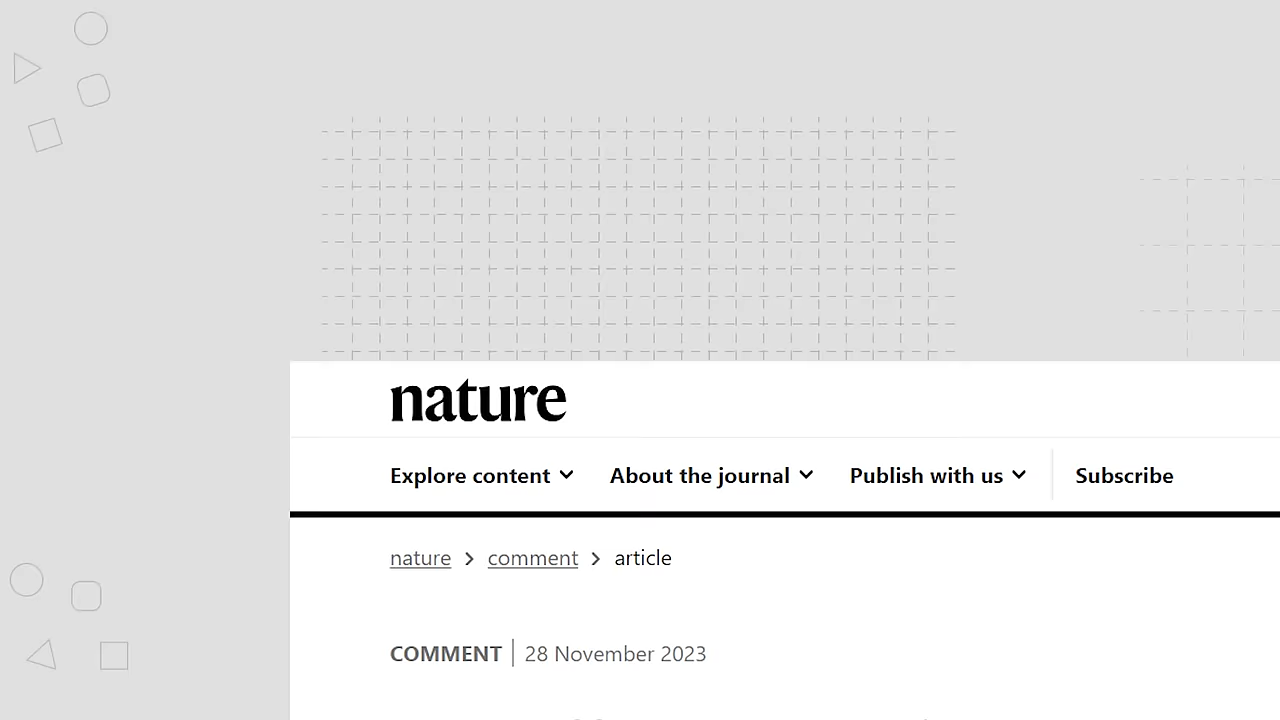 nature
Explore content About the journal Publish with us Subscribe
nature > comment > article
COMMENT | 28 November 2023